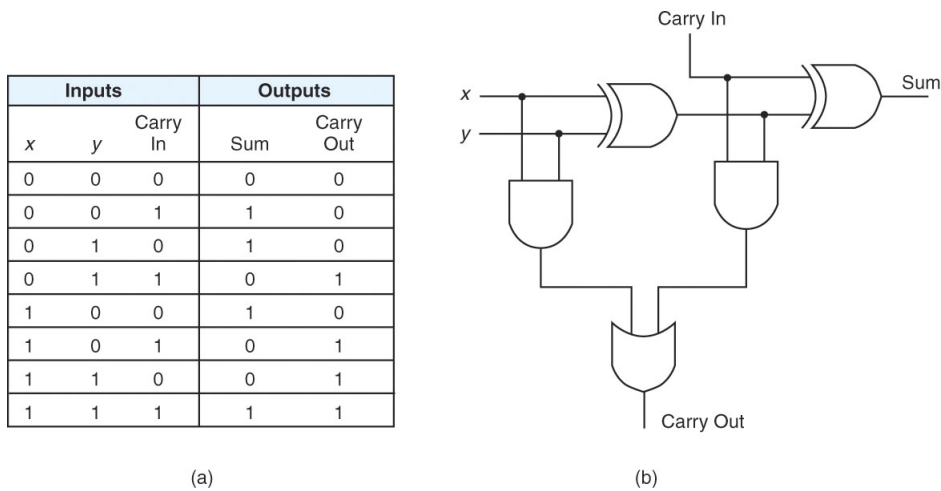 Inputs Outputs
x y Carry In Sum Carry Out
0 0 0 0 0
0 0 1 1 0
0 1 0 1 0
0 1 1 0 1
1 0 0 1 0
1 0 1 0 1
1 1 0 0 1
1 1 1 1 1
(a)
Carry In
x
y
Sum
Carry Out
(b)